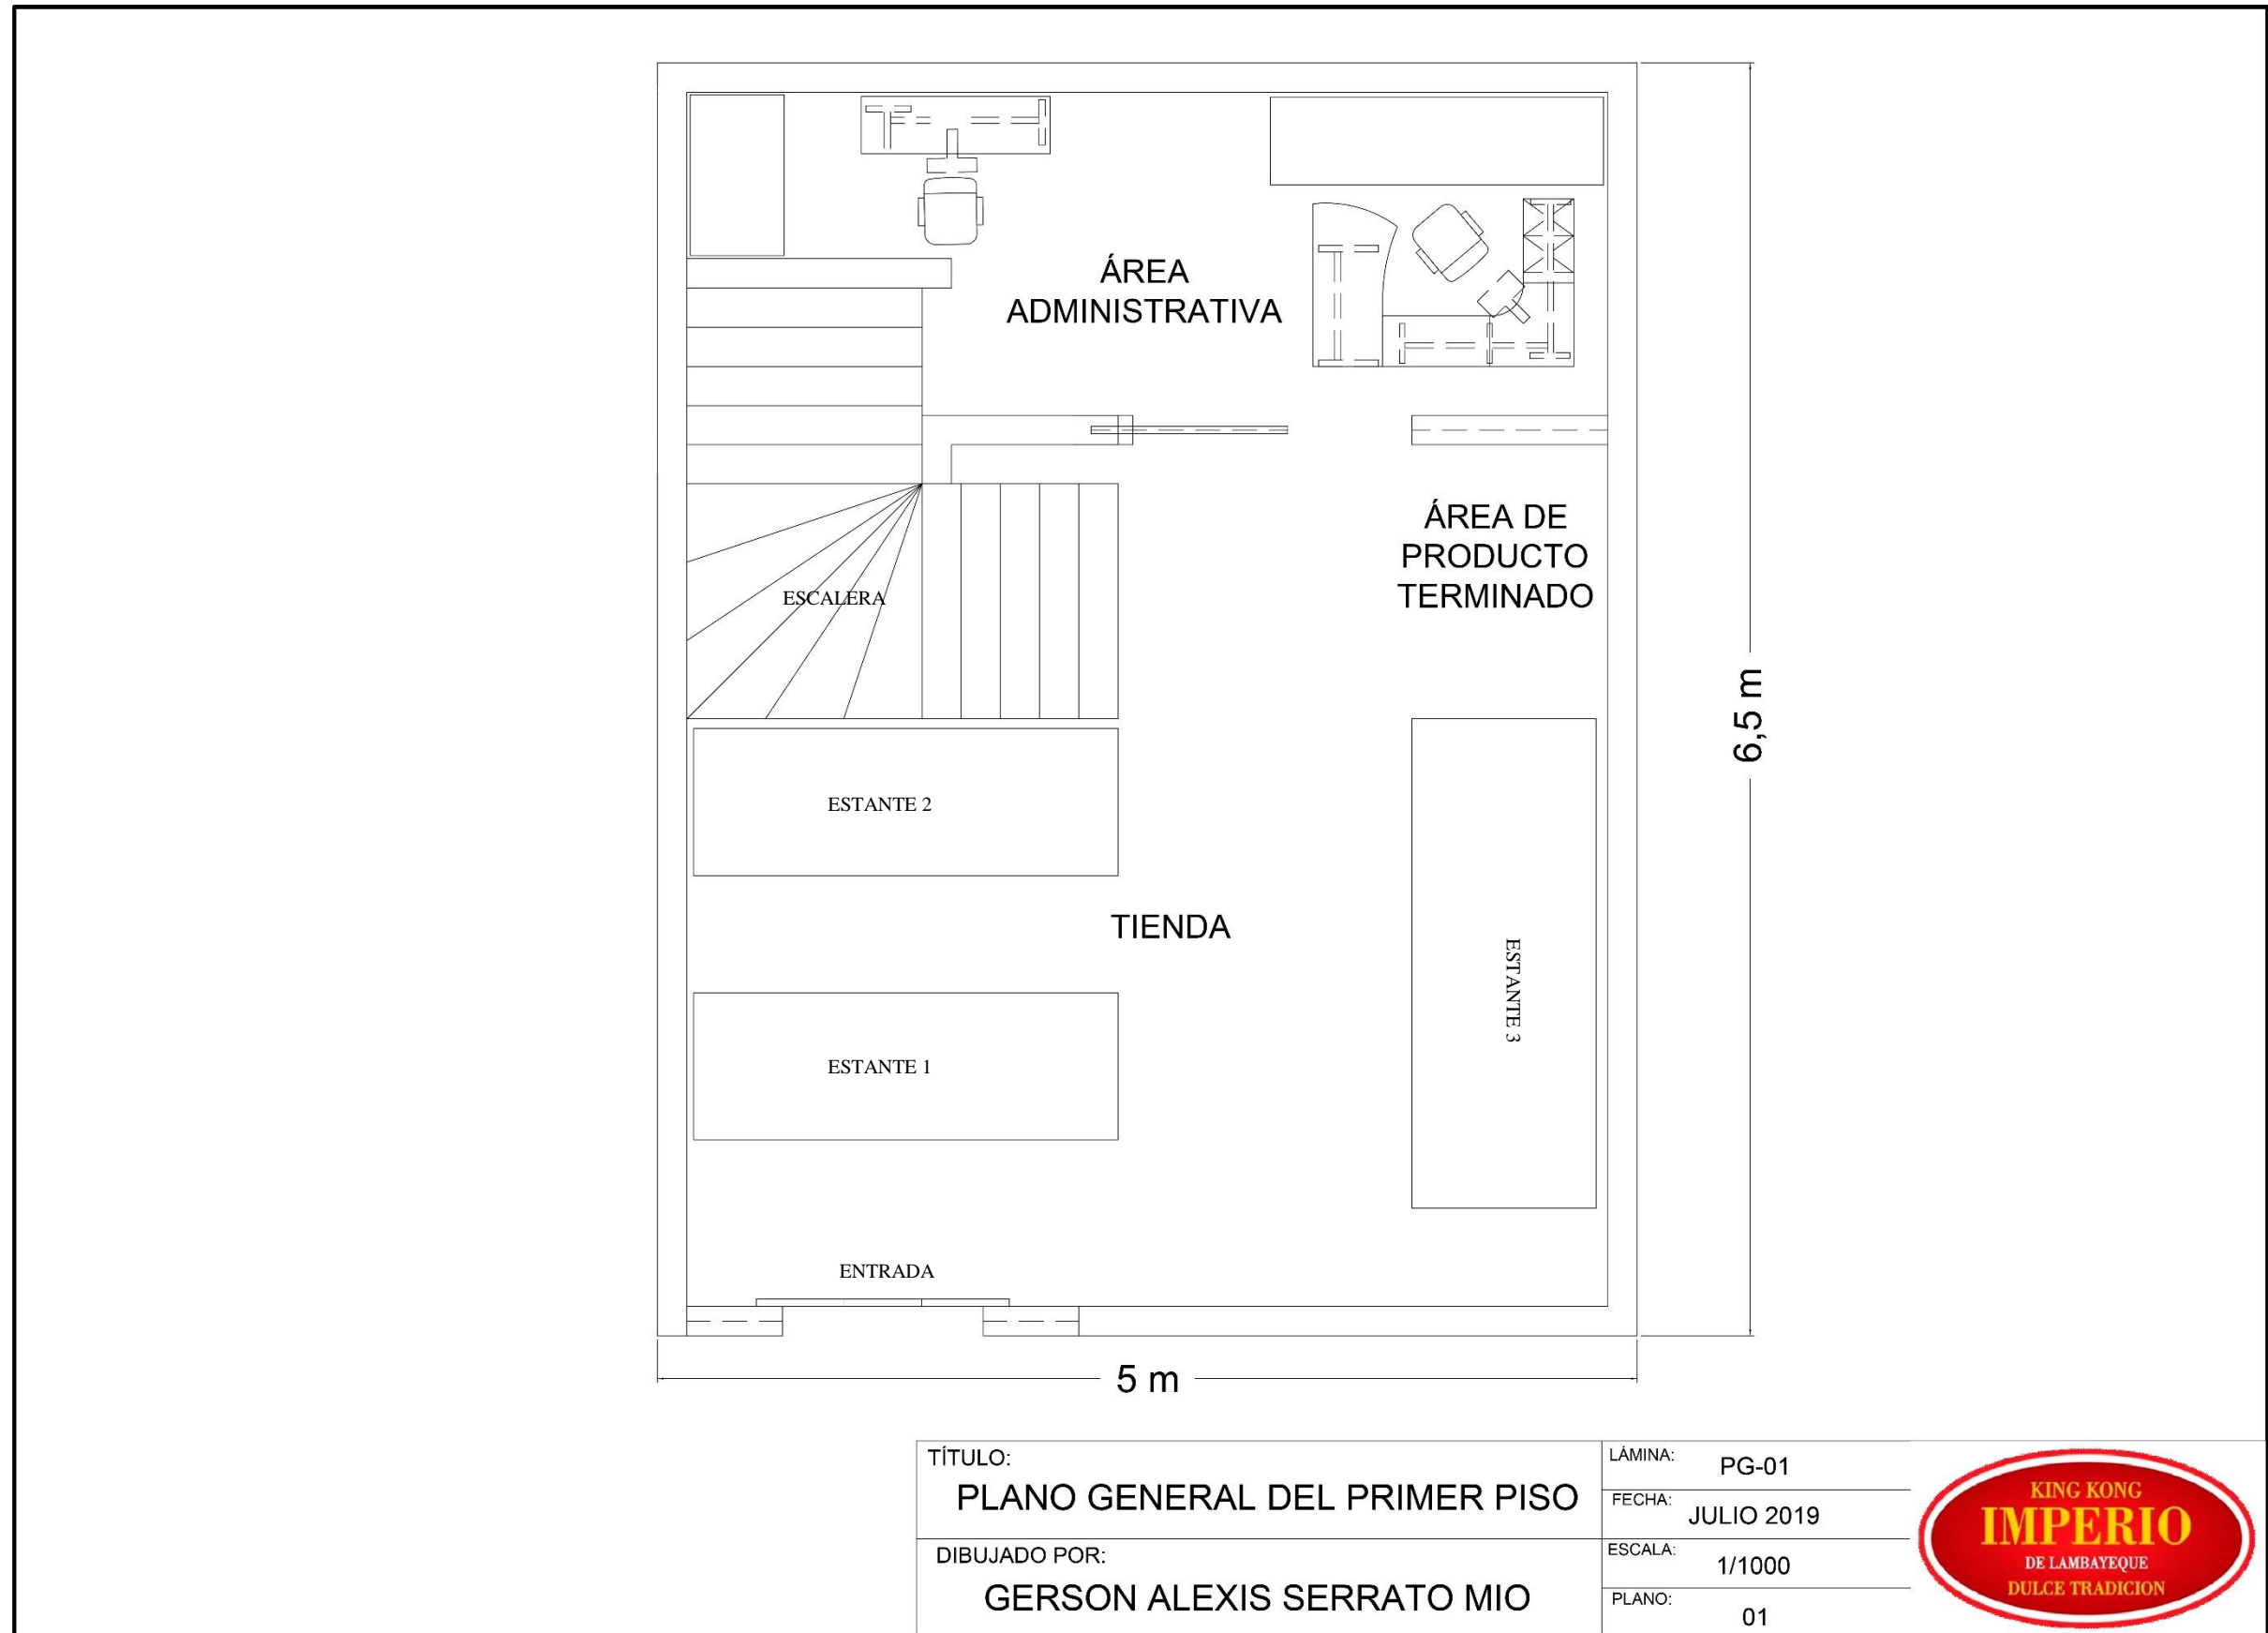 ÁREA
ADMINISTRATIVA
ÁREA DE
PRODUCTO
TERMINADO
ESCALERA
6,5 m
ESTANTE 2
TIENDA
ESTANTE 3
ESTANTE 1
ENTRADA
5 m
TÍTULO:
PLANO GENERAL DEL PRIMER PISO
DIBUJADO POR:
GERSON ALEXIS SERRATO MIO
LÁMINA:
PG-01
FECHA:
JULIO 2019
ESCALA:
1/1000
PLANO:
01
KING KONG
IMPERIO
DE LAMBAYEQUE
DULCE TRADICION